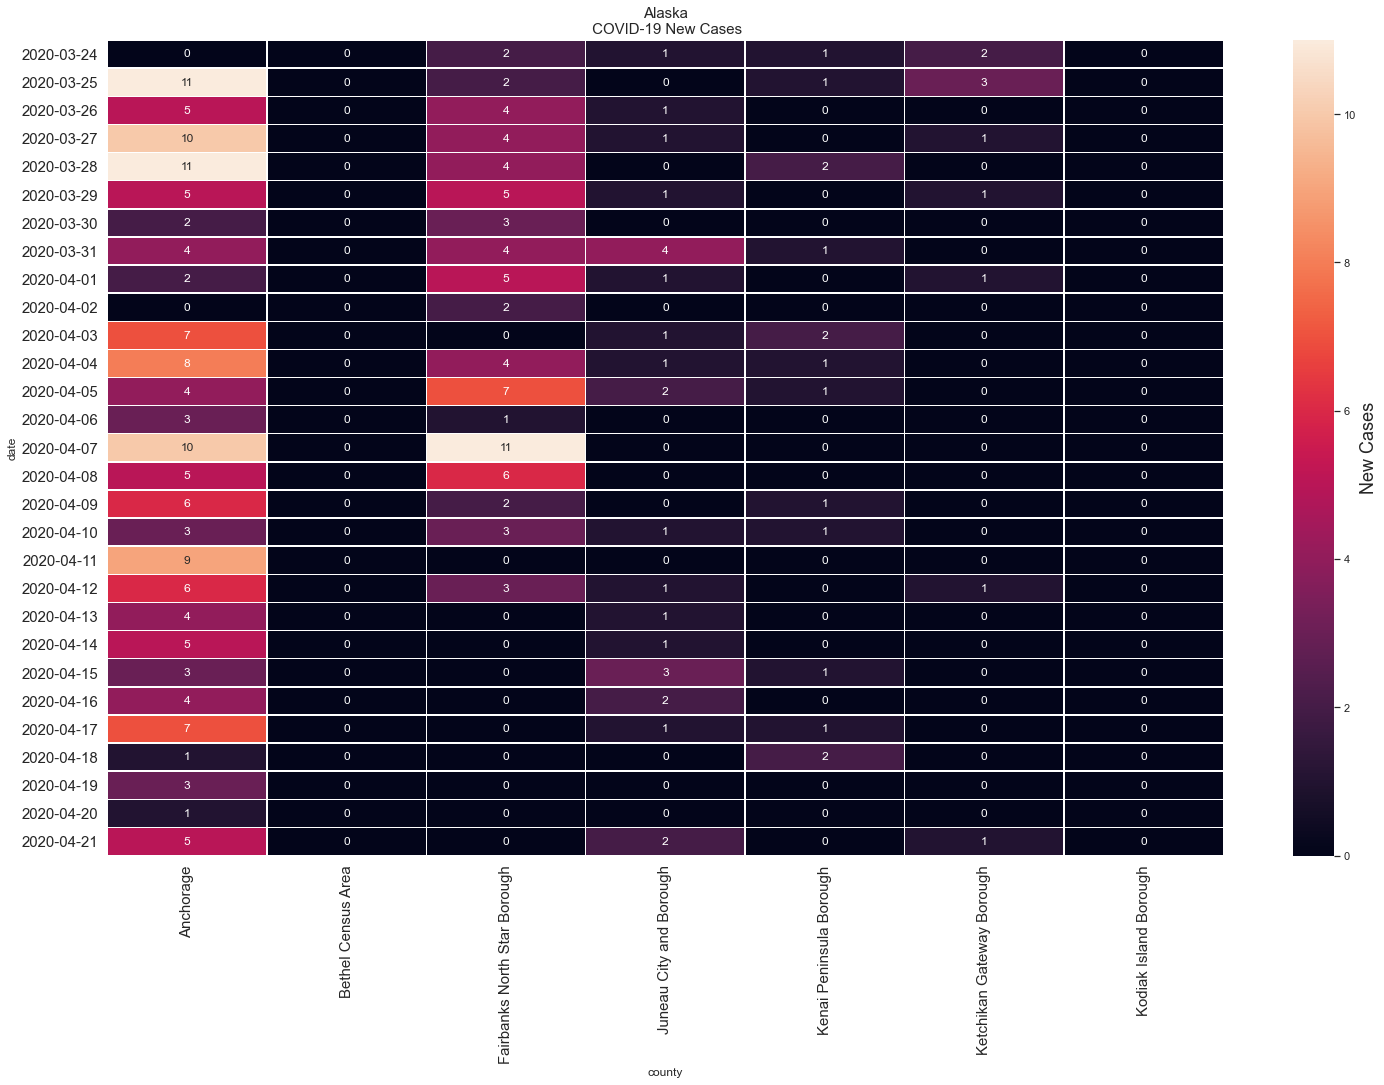 Alaska
COVID-19 New Cases
2020-03-24 0 0 2 1 1 2 0
2020-03-25 11 0 2 0 1 3 0
2020-03-26 5 0 4 1 0 0 0
2020-03-27 10 0 4 1 0 1 0
2020-03-28 11 0 4 0 2 0 0
2020-03-29 5 0 5 1 0 1 0
2020-03-30 2 0 3 0 0 0 0
2020-03-31 4 0 4 4 1 0 0
2020-04-01 2 0 5 1 0 1 0
2020-04-02 0 0 2 0 0 0 0
2020-04-03 7 0 0 1 2 0 0
2020-04-04 8 0 4 1 1 0 0
2020-04-05 4 0 7 2 1 0 0
2020-04-06 3 0 1 0 0 0 0
2020-04-07 10 0 11 0 0 0 0
2020-04-08 5 0 6 0 0 0 0
2020-04-09 6 0 2 0 1 0 0
2020-04-10 3 0 3 1 1 0 0
2020-04-11 9 0 0 0 0 0 0
2020-04-12 6 0 3 1 0 1 0
2020-04-13 4 0 0 1 0 0 0
2020-04-14 5 0 0 1 0 0 0
2020-04-15 3 0 0 3 1 0 0
2020-04-16 4 0 0 2 0 0 0
2020-04-17 7 0 0 1 1 0 0
2020-04-18 1 0 0 0 2 0 0
2020-04-19 3 0 0 0 0 0 0
2020-04-20 1 0 0 0 0 0 0
2020-04-21 5 0 0 2 0 1 0
date
Anchorage
Bethel Census Area
Fairbanks North Star Borough
Juneau City and Borough
Kenai Peninsula Borough
Ketchikan Gateway Borough
Kodiak Island Borough
county
10
8
6
4
2
0
New Cases